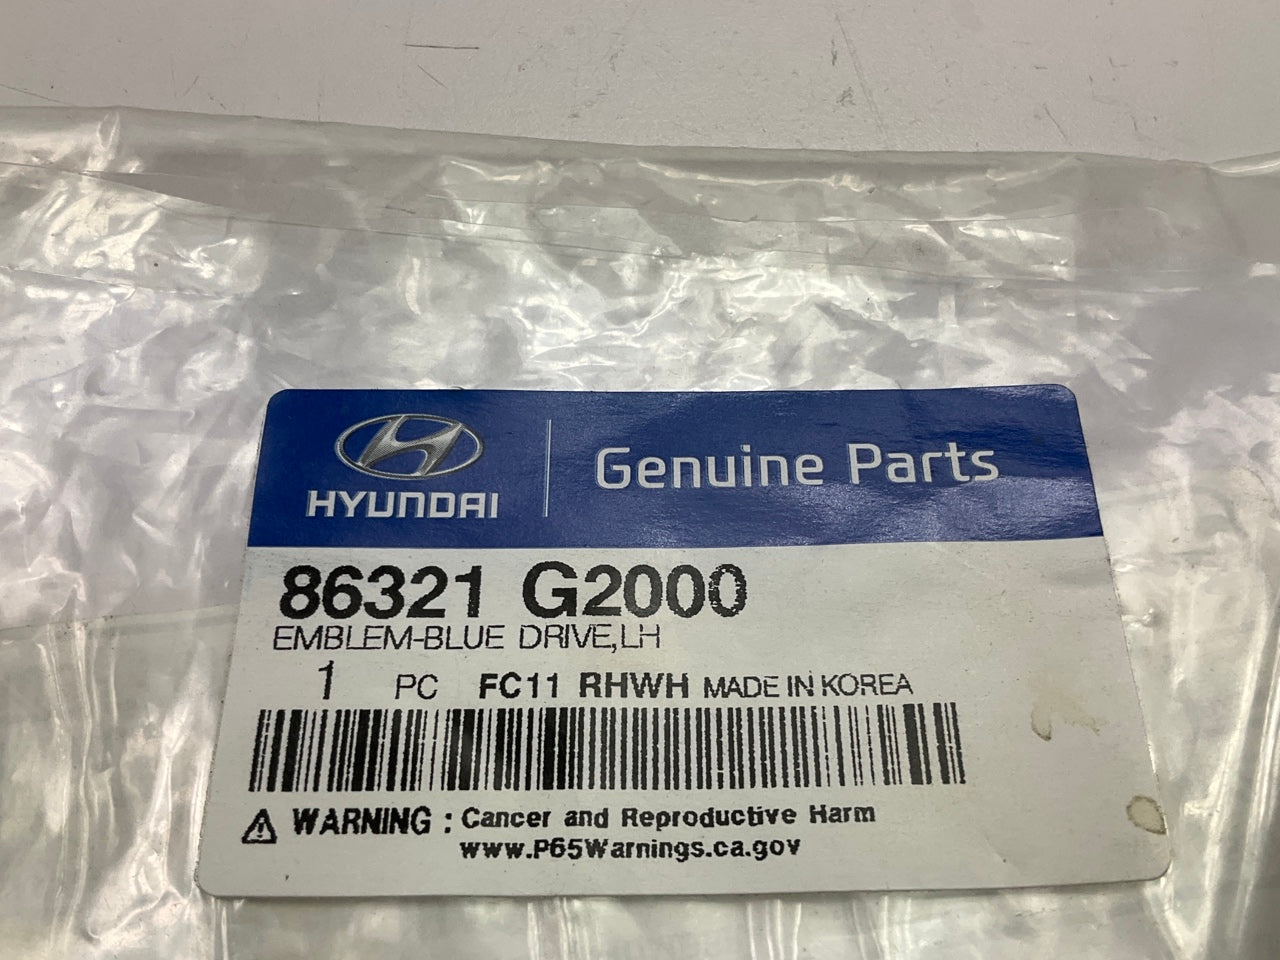 HYUNDAI
Genuine Parts
86321 G2000
EMBLEM-BLUE DRIVE,LH
1 PC FC11 RHWH MADE IN KOREA
WARNING : Cancer and Reproductive Harm
www.P65Warnings.ca.gov